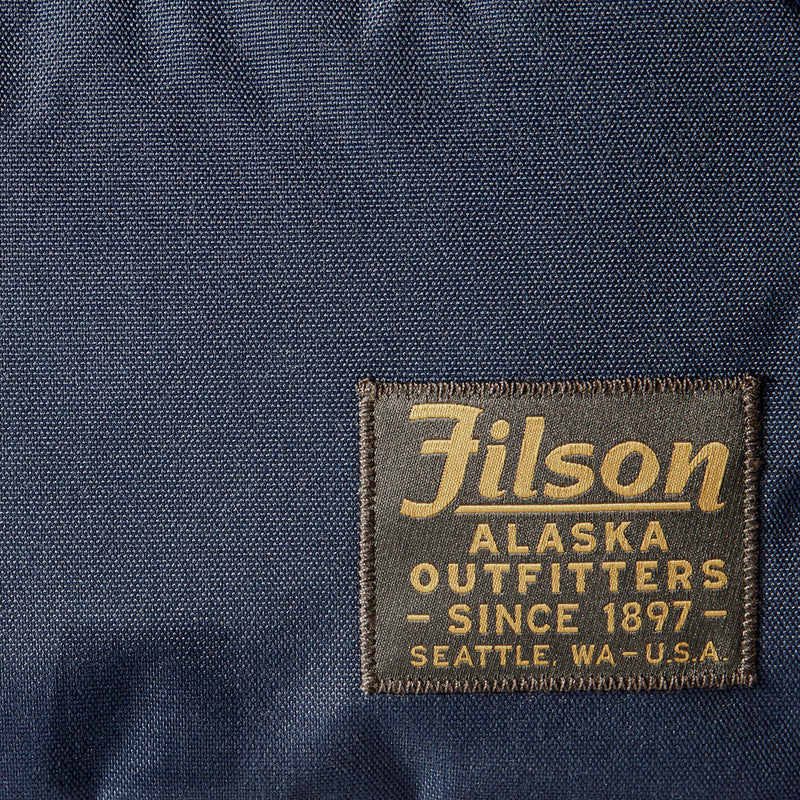 Filson
ALASKA
OUTFITTERS
- SINCE 1897 -
SEATTLE, WA - U.S.A.